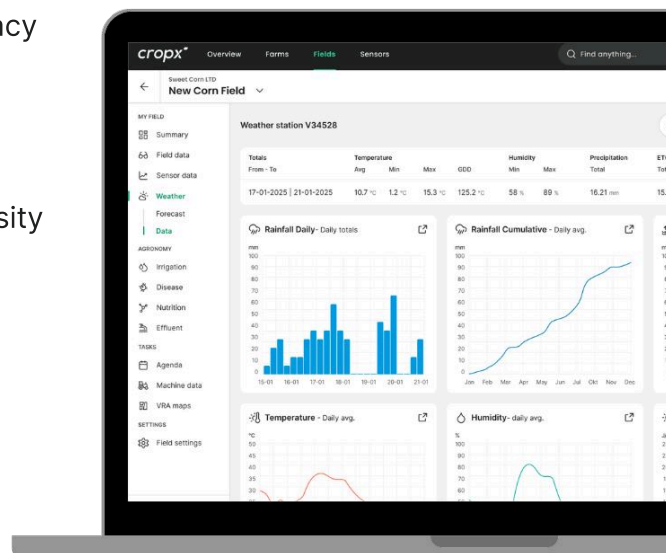 ncy
sity
cropx
Overview Farms Fields Sensors Find anything...
Sweet Corn LTD
New Corn Field
MY FIELD
Summary
Field data
Sensor data
Weather
Forecast
Data
AGRONOMY
Irrigation
Disease
Nutrition
Effluent
TASKS
Agenda
Machine data
VRA maps
SETTINGS
Field settings
Weather station V34528
Totals Temperature Humidity Precipitation
From - To Avg Min Max GDD Min Max Total
17-01-2025 | 21-01-2025 10.7 °C 1.2 °C 15.3 °C 125.2 °C 58 % 89 % 16.21 mm 15.
Rainfall Daily- Daily totals
mm
100
90
80
70
60
50
40
30
20
10
0
15-01 16-01 17-01 18-01 19-01 20-01 21-01
Rainfall Cumulative - Daily avg.
mm
100
90
80
70
60
50
40
30
20
10
0
Jan Feb Mar Apr May Jun Jul Okt Nov Dec
Temperature - Daily avg.
°C
50
45
40
35
30
Humidity- daily avg.
%
100
90
80
70
60